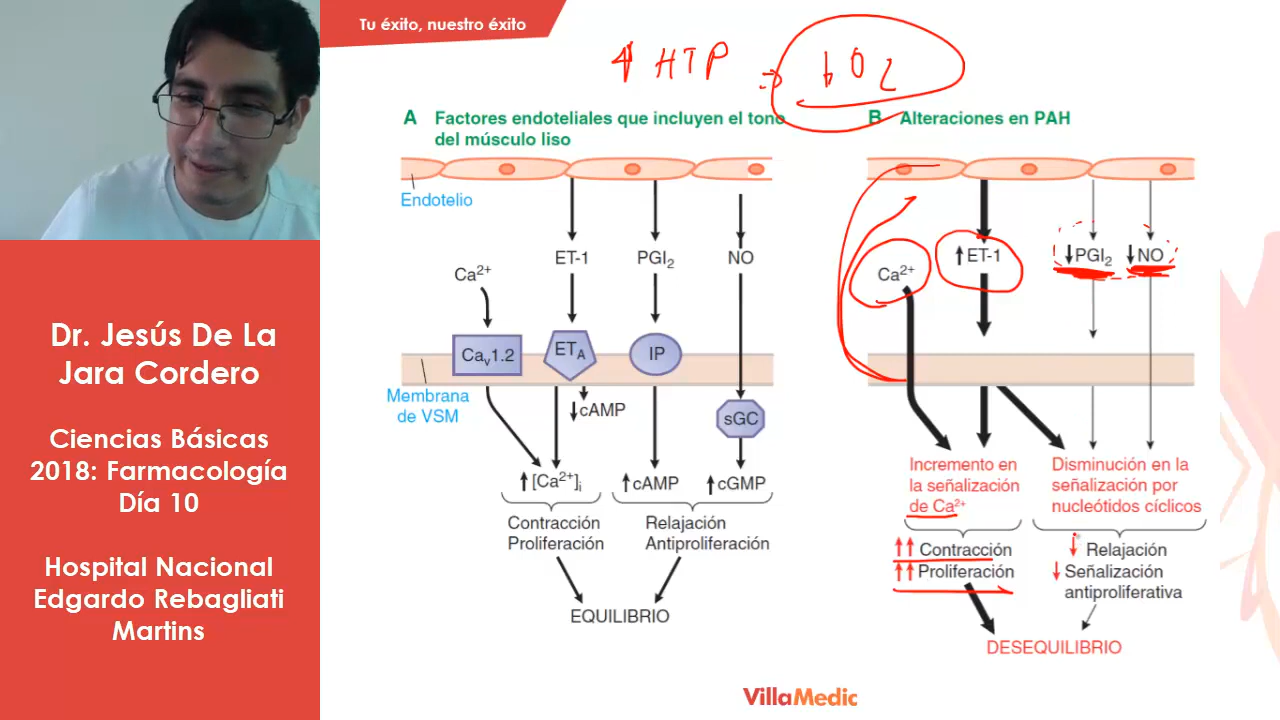 Tu éxito, nuestro éxito
↑ HTP ⇒ ↓O2
A Factores endoteliales que incluyen el tono
del músculo liso
B Alteraciones en PAH
Endotelio
ET-1
PGI2
NO
Ca2+
Cav1.2
ETA
IP
Membrana
de VSM
↓cAMP
sGC
↑[Ca2+]i
↑cAMP
↑cGMP
Contracción
Proliferación
Relajación
Antiproliferación
EQUILIBRIO
Ca2+
↑ET-1
↓PGI2
↓NO
Incremento en
la señalización
de Ca2+
Disminución en la
señalización por
nucleótidos cíclicos
↑↑ Contracción
↑↑ Proliferación
↓ Relajación
↓ Señalización
antiproliferativa
DESEQUILIBRIO
Dr. Jesús De La
Jara Cordero
Ciencias Básicas
2018: Farmacología
Día 10
Hospital Nacional
Edgardo Rebagliati
Martins
VillaMedic